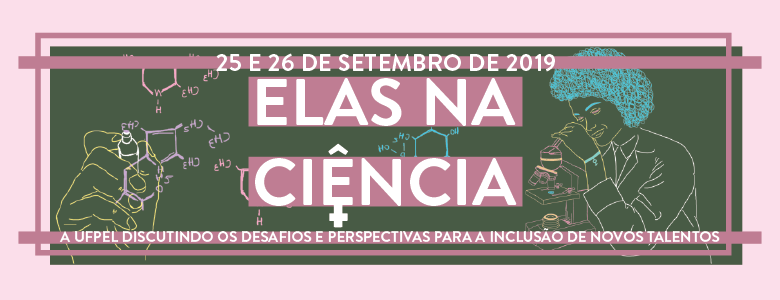 25 E 26 DE SETEMBRO DE 2019
ELAS NA
CIÊNCIA
A UFPEL DISCUTINDO OS DESAFIOS E PERSPECTIVAS PARA A INCLUSÃO DE NOVOS TALENTOS